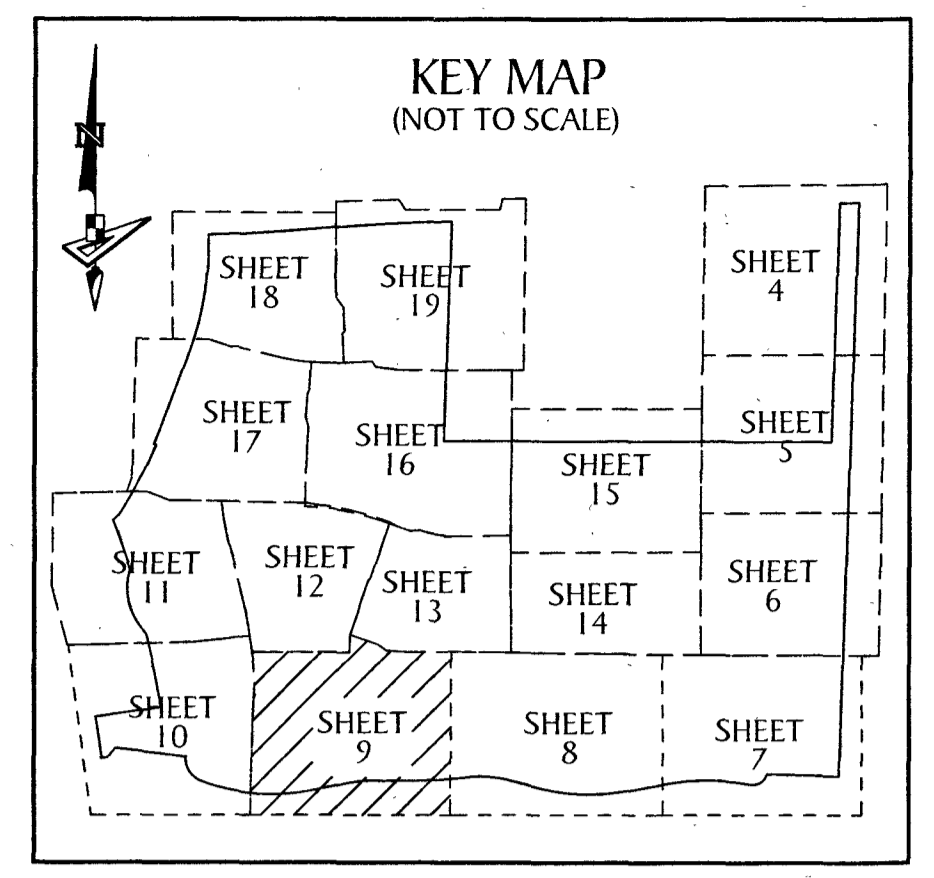 KEY MAP
(NOT TO SCALE)
N
SHEET
18
SHEET
19
SHEET
4
SHEET
17
SHEET
16
SHEET
15
SHEET
5
SHEET
11
SHEET
12
SHEET
13
SHEET
14
SHEET
6
SHEET
10
SHEET
9
SHEET
8
SHEET
7